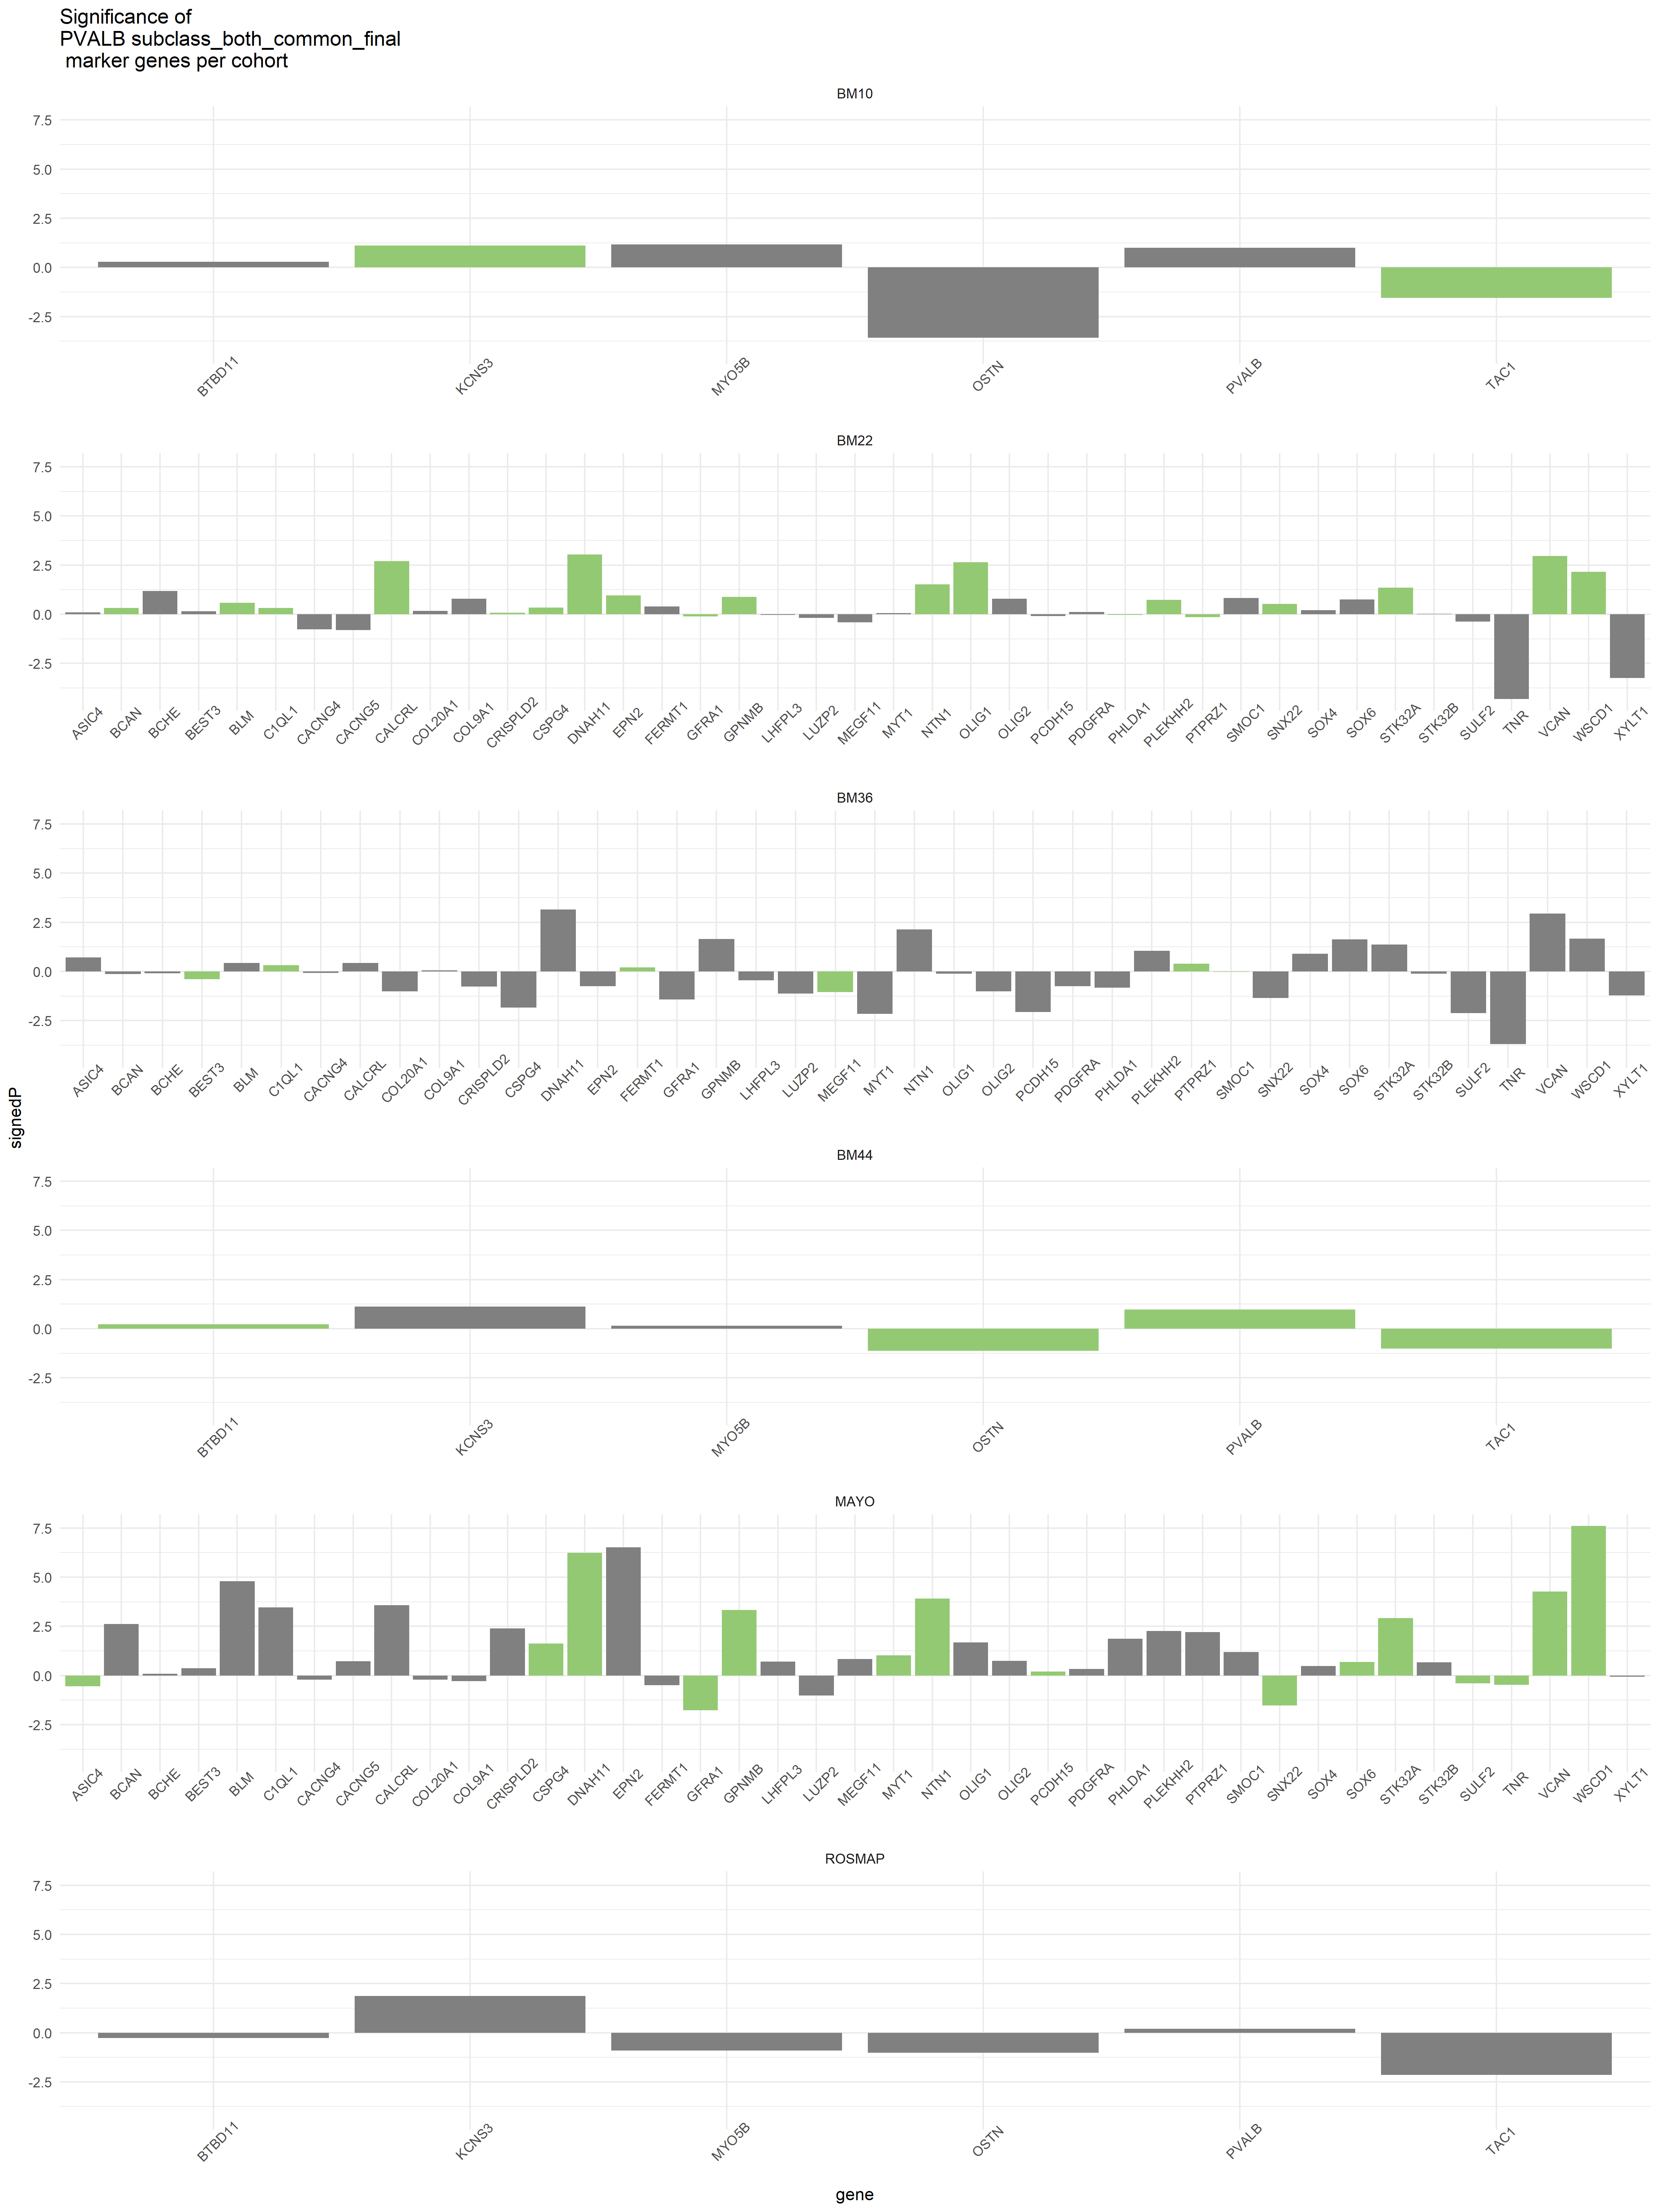 Significance of
PVALB subclass_both_common_final
marker genes per cohort
BM10
7.5
5.0
2.5
0.0
-2.5
BTBD11 KCNS3 MYO5B OSTN PVALB TAC1
BM22
7.5
5.0
2.5
0.0
-2.5
ASIC4 BCAN BCHE BEST3 BLM C1QL1 CACNG4 CACNG5 CALCRL COL20A1 COL9A1 CRISPLD2 CSPG4 DNAH11 EPN2 FERMT1 GFRA1 GPNMB LHFPL3 LUZP2 MEGF11 MYT1 NTN1 OLIG1 OLIG2 PCDH15 PDGFRA PHLDA1 PLEKHH2 PTPRZ1 SMOC1 SNX22 SOX4 SOX6 STK32A STK32B SULF2 TNR VCAN WSCD1 XYLT1
BM36
7.5
5.0
2.5
0.0
-2.5
ASIC4 BCAN BCHE BEST3 BLM C1QL1 CACNG4 CALCRL COL20A1 COL9A1 CRISPLD2 CSPG4 DNAH11 EPN2 FERMT1 GFRA1 GPNMB LHFPL3 LUZP2 MEGF11 MYT1 NTN1 OLIG1 OLIG2 PCDH15 PDGFRA PHLDA1 PLEKHH2 PTPRZ1 SMOC1 SNX22 SOX4 SOX6 STK32A STK32B SULF2 TNR VCAN WSCD1 XYLT1
signedP
BM44
7.5
5.0
2.5
0.0
-2.5
BTBD11 KCNS3 MYO5B OSTN PVALB TAC1
MAYO
7.5
5.0
2.5
0.0
-2.5
ASIC4 BCAN BCHE BEST3 BLM C1QL1 CACNG4 CACNG5 CALCRL COL20A1 COL9A1 CRISPLD2 CSPG4 DNAH11 EPN2 FERMT1 GFRA1 GPNMB LHFPL3 LUZP2 MEGF11 MYT1 NTN1 OLIG1 OLIG2 PCDH15 PDGFRA PHLDA1 PLEKHH2 PTPRZ1 SMOC1 SNX22 SOX4 SOX6 STK32A STK32B SULF2 TNR VCAN WSCD1 XYLT1
ROSMAP
7.5
5.0
2.5
0.0
-2.5
BTBD11 KCNS3 MYO5B OSTN PVALB TAC1
gene